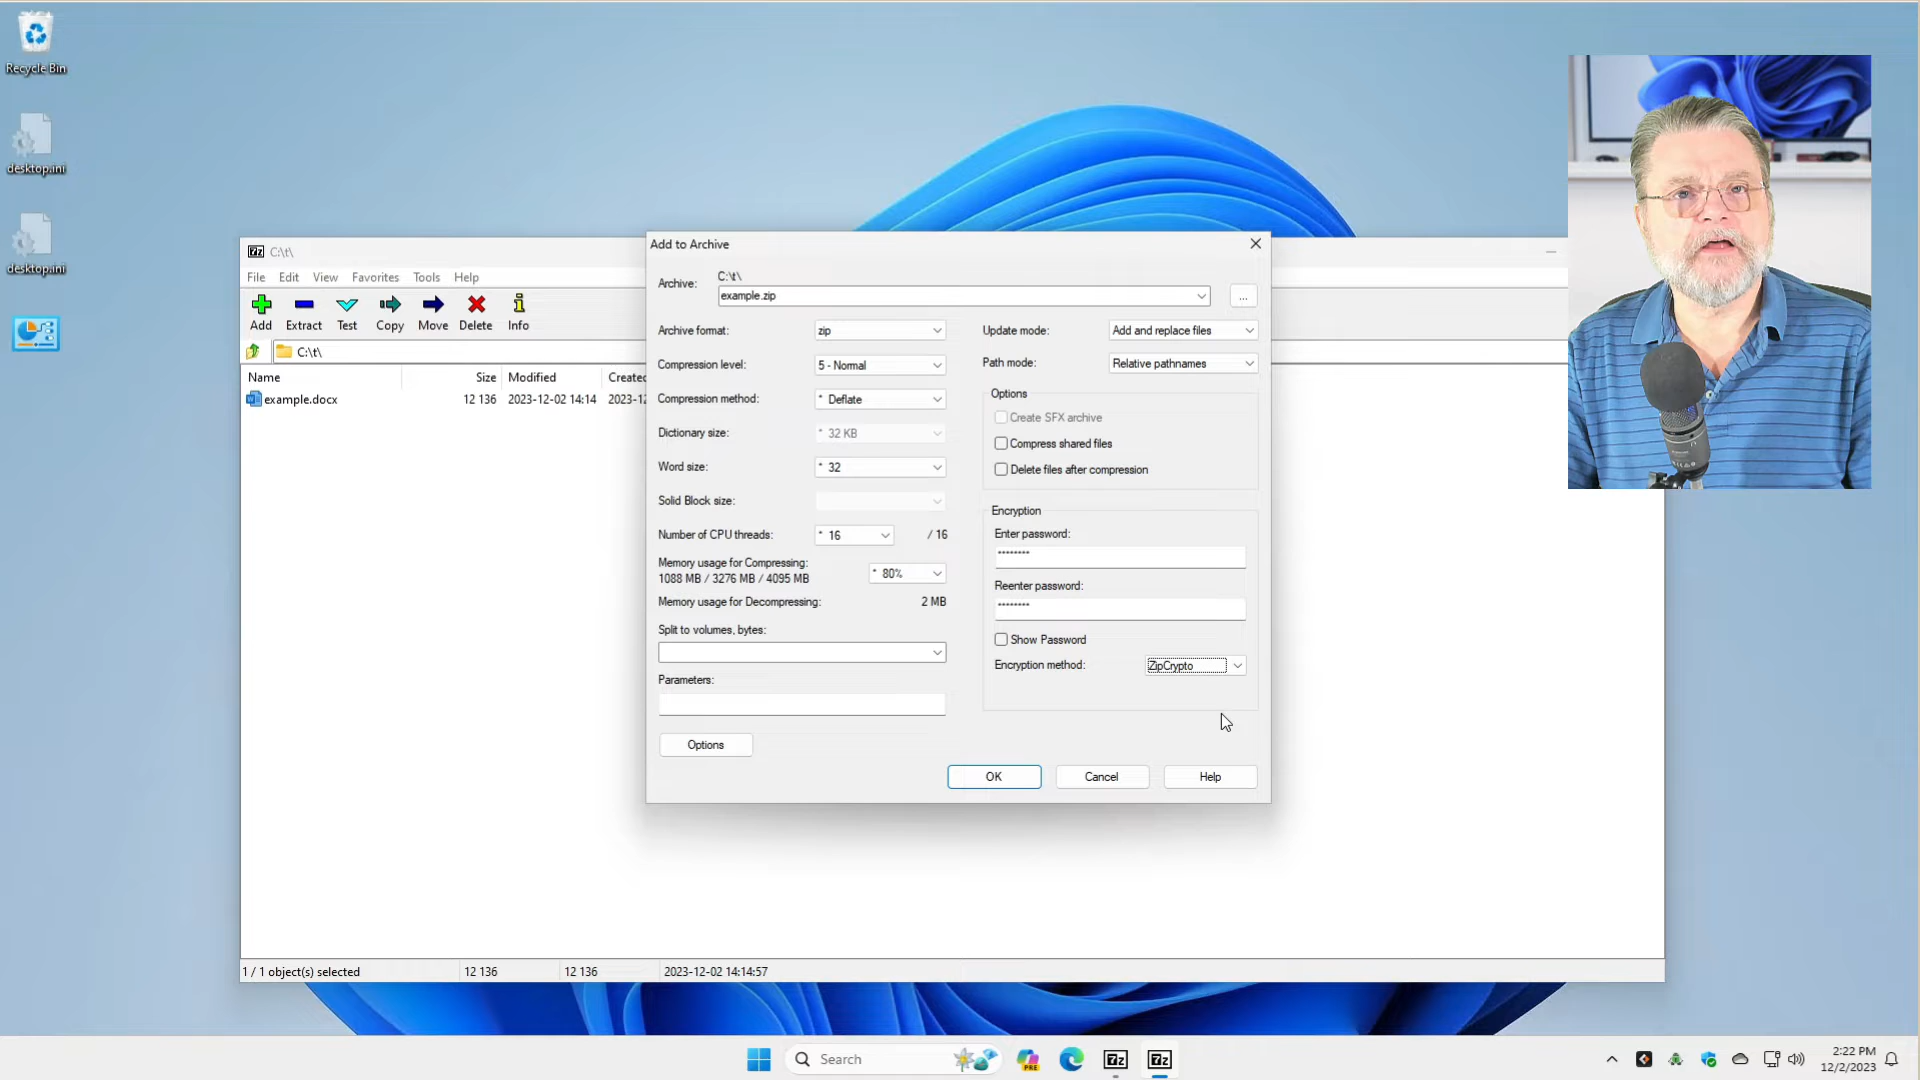 Recycle Bin
desktop.ini
desktop.ini
7z C:\t\
File Edit View Favorites Tools Help
Add Extract Test Copy Move Delete Info
C:\t\
Name Size Modified Created
example.docx 12 136 2023-12-02 14:14 2023-12
1 / 1 object(s) selected 12 136 12 136 2023-12-02 14:14:57
Add to Archive
Archive: C:\t\
example.zip ...
Archive format: zip
Compression level: 5 - Normal
Compression method: * Deflate
Dictionary size: * 32 KB
Word size: * 32
Solid Block size:
Number of CPU threads: * 16 / 16
Memory usage for Compressing:
1088 MB / 3276 MB / 4095 MB * 80%
Memory usage for Decompressing: 2 MB
Split to volumes, bytes:
Parameters:
Options
Update mode: Add and replace files
Path mode: Relative pathnames
Options
Create SFX archive
Compress shared files
Delete files after compression
Encryption
Enter password:
********
Reenter password:
********
Show Password
Encryption method: ZipCrypto
OK Cancel Help
Search PRE 7z 7z
2:22 PM
12/2/2023